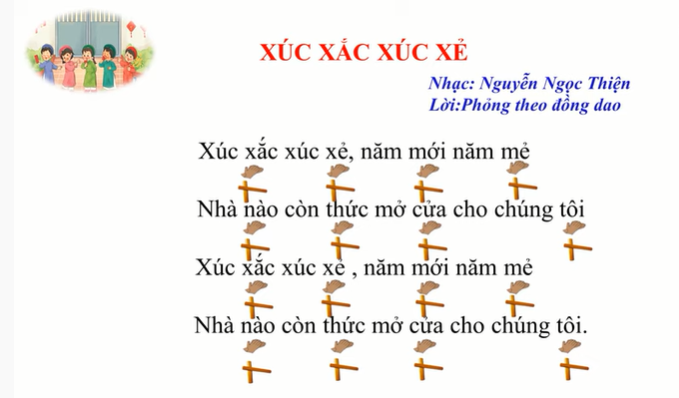 XÚC XẮC XÚC XẺ
Nhạc: Nguyễn Ngọc Thiện
Lời:Phỏng theo đồng dao
Xúc xắc xúc xẻ, năm mới năm mẻ
Nhà nào còn thức mở cửa cho chúng tôi
Xúc xắc xúc xẻ , năm mới năm mẻ
Nhà nào còn thức mở cửa cho chúng tôi.